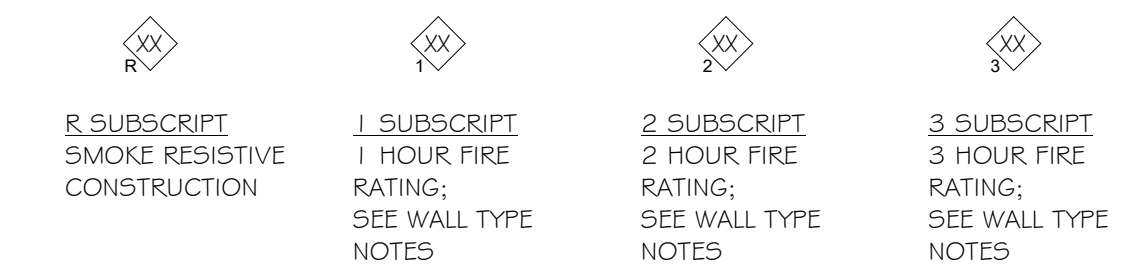 XX
R
R SUBSCRIPT
SMOKE RESISTIVE
CONSTRUCTION
XX
1
1 SUBSCRIPT
1 HOUR FIRE
RATING;
SEE WALL TYPE
NOTES
XX
2
2 SUBSCRIPT
2 HOUR FIRE
RATING;
SEE WALL TYPE
NOTES
XX
3
3 SUBSCRIPT
3 HOUR FIRE
RATING;
SEE WALL TYPE
NOTES